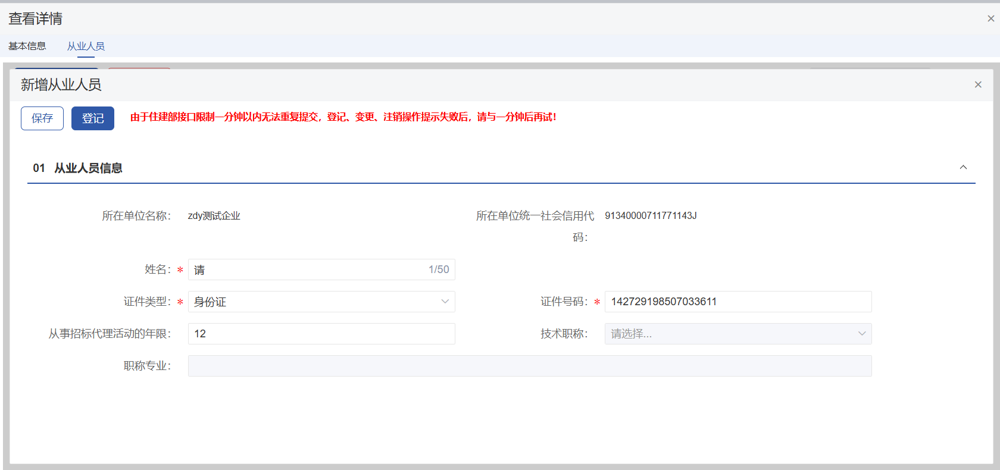 查看详情
基本信息 从业人员
新增从业人员
保存 登记 由于住建部接口限制一分钟以内无法重复提交，登记、变更、注销操作提示失败后，请与一分钟后再试！
01 从业人员信息
所在单位名称： zdy测试企业 所在单位统一社会信用代 91340000711771143J
码：
姓名：* 请 1/50
证件类型：* 身份证 证件号码：* 142729198507033611
从事招标代理活动的年限： 12 技术职称： 请选择...
职称专业：